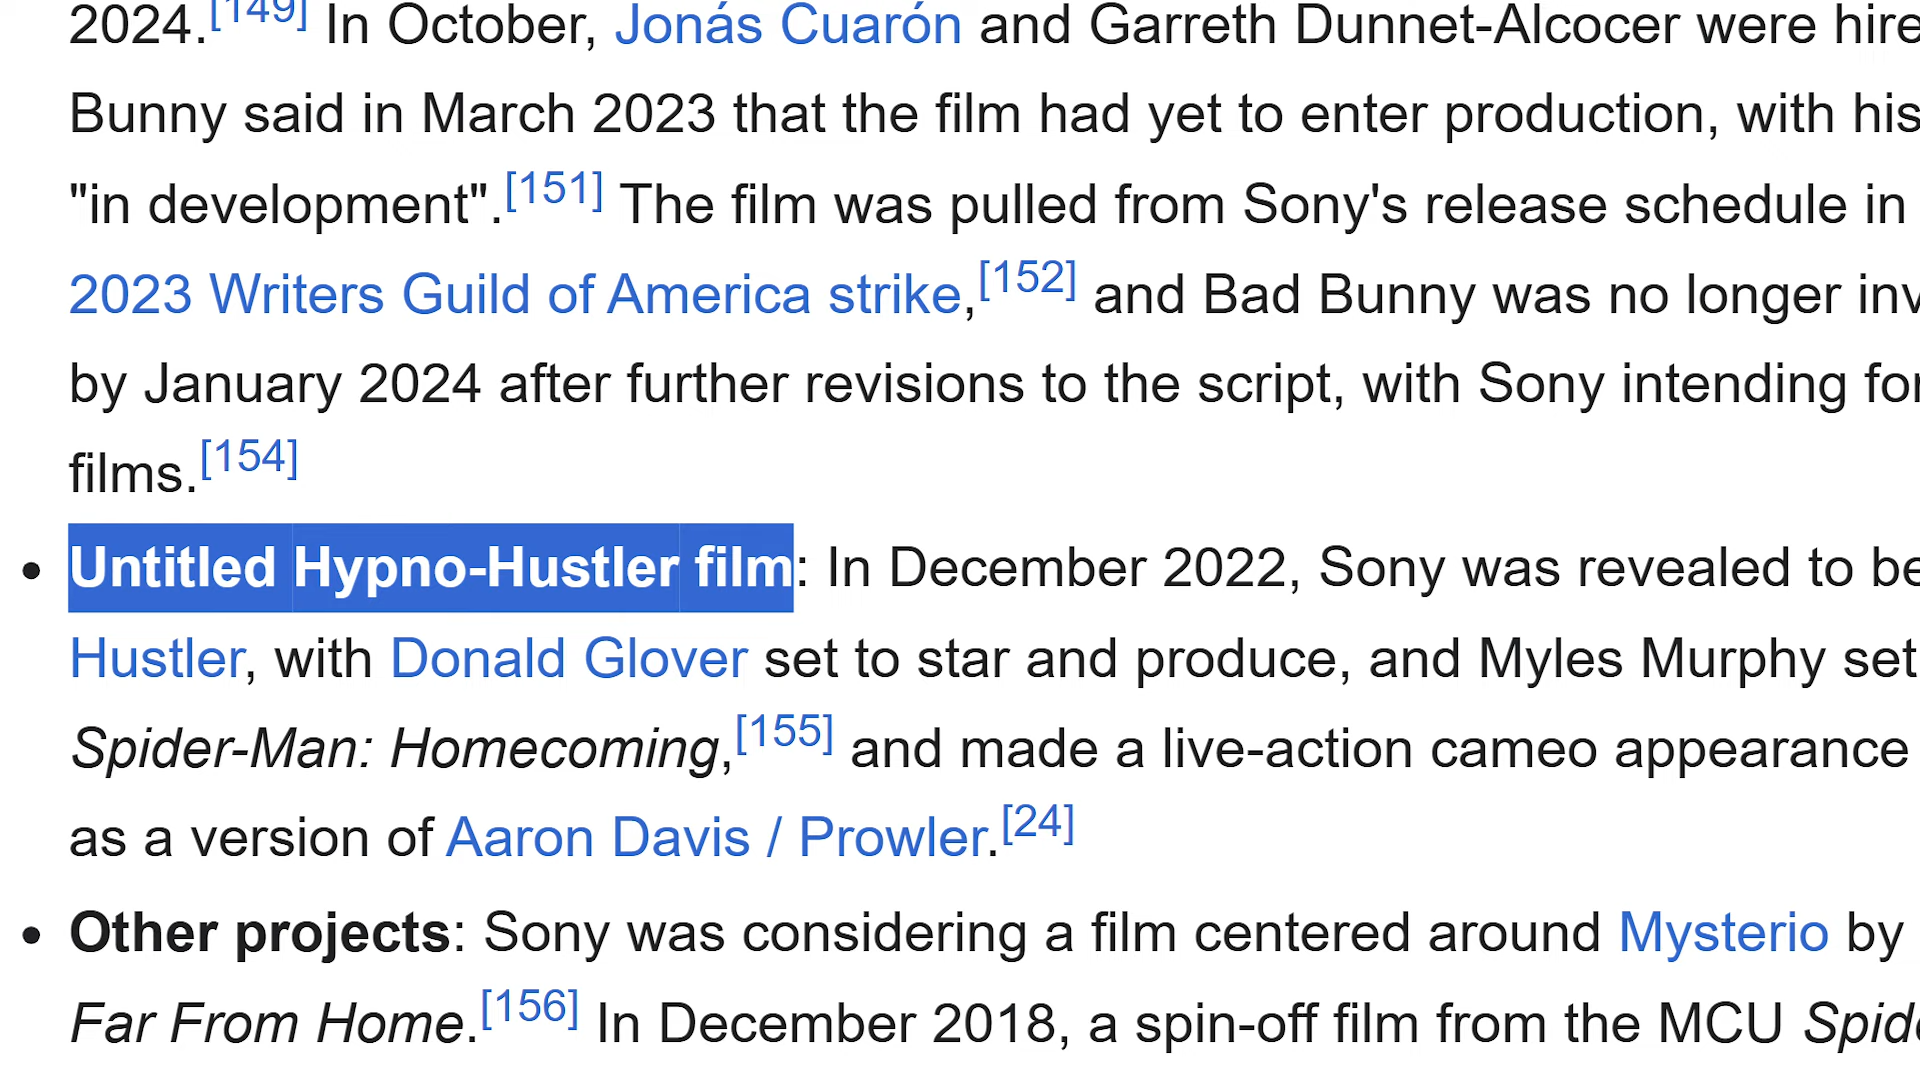 2024.[149] In October, Jonás Cuarón and Garreth Dunnet-Alcocer were hire
Bunny said in March 2023 that the film had yet to enter production, with his
"in development".[151] The film was pulled from Sony's release schedule in
2023 Writers Guild of America strike,[152] and Bad Bunny was no longer inv
by January 2024 after further revisions to the script, with Sony intending for
films.[154]
• Untitled Hypno-Hustler film: In December 2022, Sony was revealed to be
Hustler, with Donald Glover set to star and produce, and Myles Murphy set
Spider-Man: Homecoming,[155] and made a live-action cameo appearance
as a version of Aaron Davis / Prowler.[24]
• Other projects: Sony was considering a film centered around Mysterio by
Far From Home.[156] In December 2018, a spin-off film from the MCU Spide